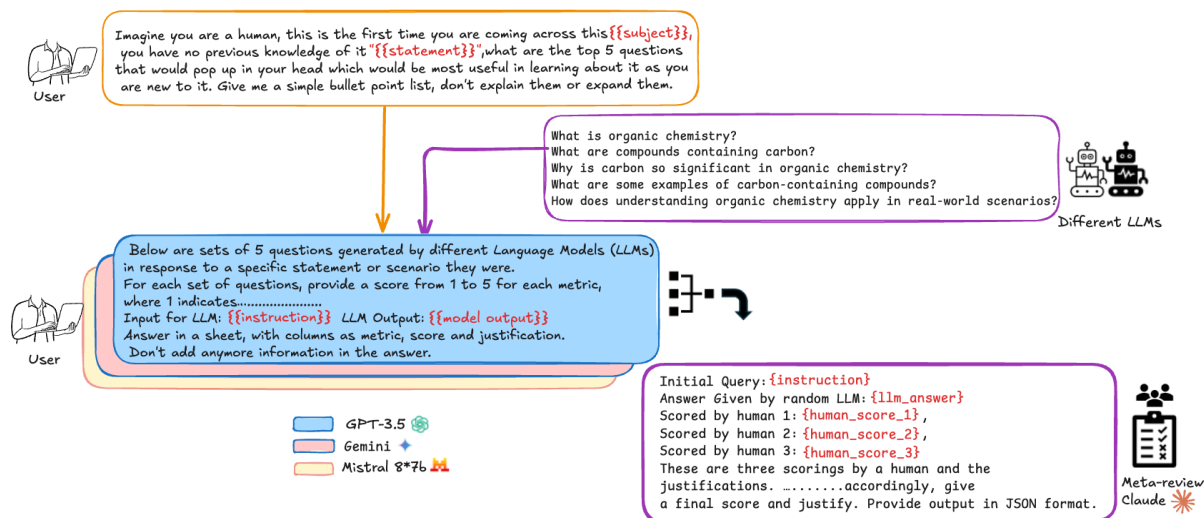 Imagine you are a human, this is the first time you are coming across this {{subject}},
you have no previous knowledge of it "{{statement}}",what are the top 5 questions
that would pop up in your head which would be most useful in learning about it as you
are new to it. Give me a simple bullet point list, don't explain them or expand them.
User
What is organic chemistry?
What are compounds containing carbon?
Why is carbon so significant in organic chemistry?
What are some examples of carbon-containing compounds?
How does understanding organic chemistry apply in real-world scenarios?
Different LLMs
Below are sets of 5 questions generated by different Language Models (LLMs)
in response to a specific statement or scenario they were.
For each set of questions, provide a score from 1 to 5 for each metric,
where 1 indicates......................
Input for LLM: {{instruction}} LLM Output: {{model output}}
Answer in a sheet, with columns as metric, score and justification.
Don't add anymore information in the answer.
User
GPT-3.5
Gemini
Mistral 8*7b
Initial Query: {instruction}
Answer Given by random LLM: {llm_answer}
Scored by human 1: {human_score_1},
Scored by human 2: {human_score_2},
Scored by human 3: {human_score_3}
These are three scorings by a human and the
justifications. ….......accordingly, give
a final score and justify. Provide output in JSON format.
Meta-review
Claude